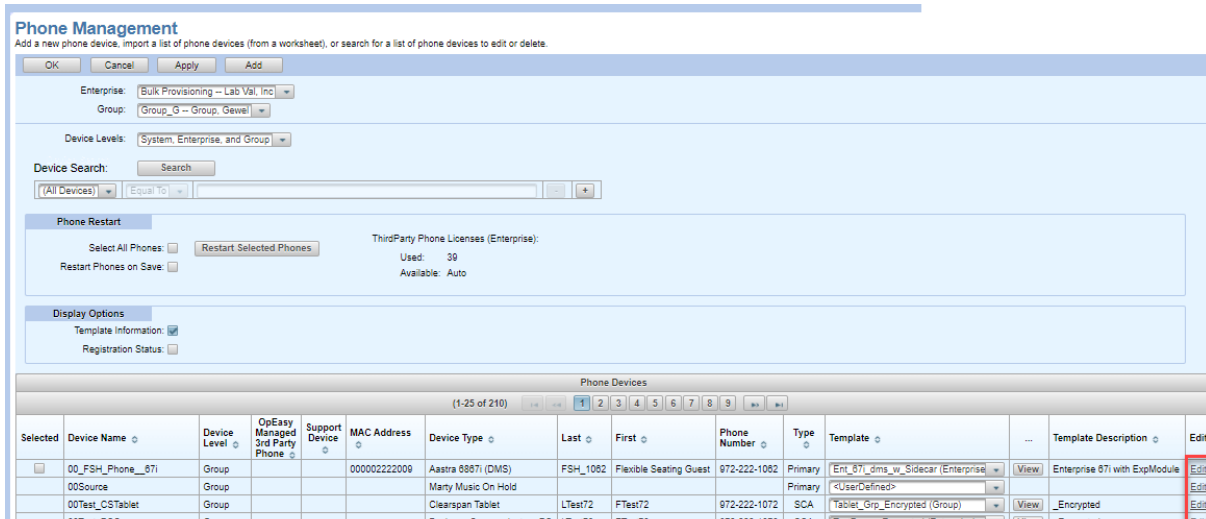 Phone Management
Add a new phone device, import a list of phone devices (from a worksheet), or search for a list of phone devices to edit or delete.
OK Cancel Apply Add
Enterprise: Bulk Provisioning -- Lab Val, Inc
Group: Group_G -- Group, Gewel
Device Levels: System, Enterprise, and Group
Device Search: Search
(All Devices) Equal To - +
Phone Restart
Select All Phones: Restart Selected Phones
ThirdParty Phone Licenses (Enterprise):
Used: 39
Restart Phones on Save:
Available: Auto
Display Options
Template Information:
Registration Status:
Phone Devices
(1-25 of 210) 1 2 3 4 5 6 7 8 9
Selected Device Name Device Level OpEasy Managed 3rd Party Phone Support Device MAC Address Device Type Last First Phone Number Type Template ... Template Description Edit
00_FSH_Phone__67i Group 000002222009 Aastra 6867i (DMS) FSH_1062 Flexible Seating Guest 972-222-1062 Primary Ent_67i_dms_w_Sidecar (Enterprise View Enterprise 67i with ExpModule Edit
00Source Group Marty Music On Hold Primary <UserDefined> Edit
00Test_CSTablet Group Clearspan Tablet LTest72 FTest72 972-222-1072 SCA Tablet_Grp_Encrypted (Group) View _Encrypted Edit